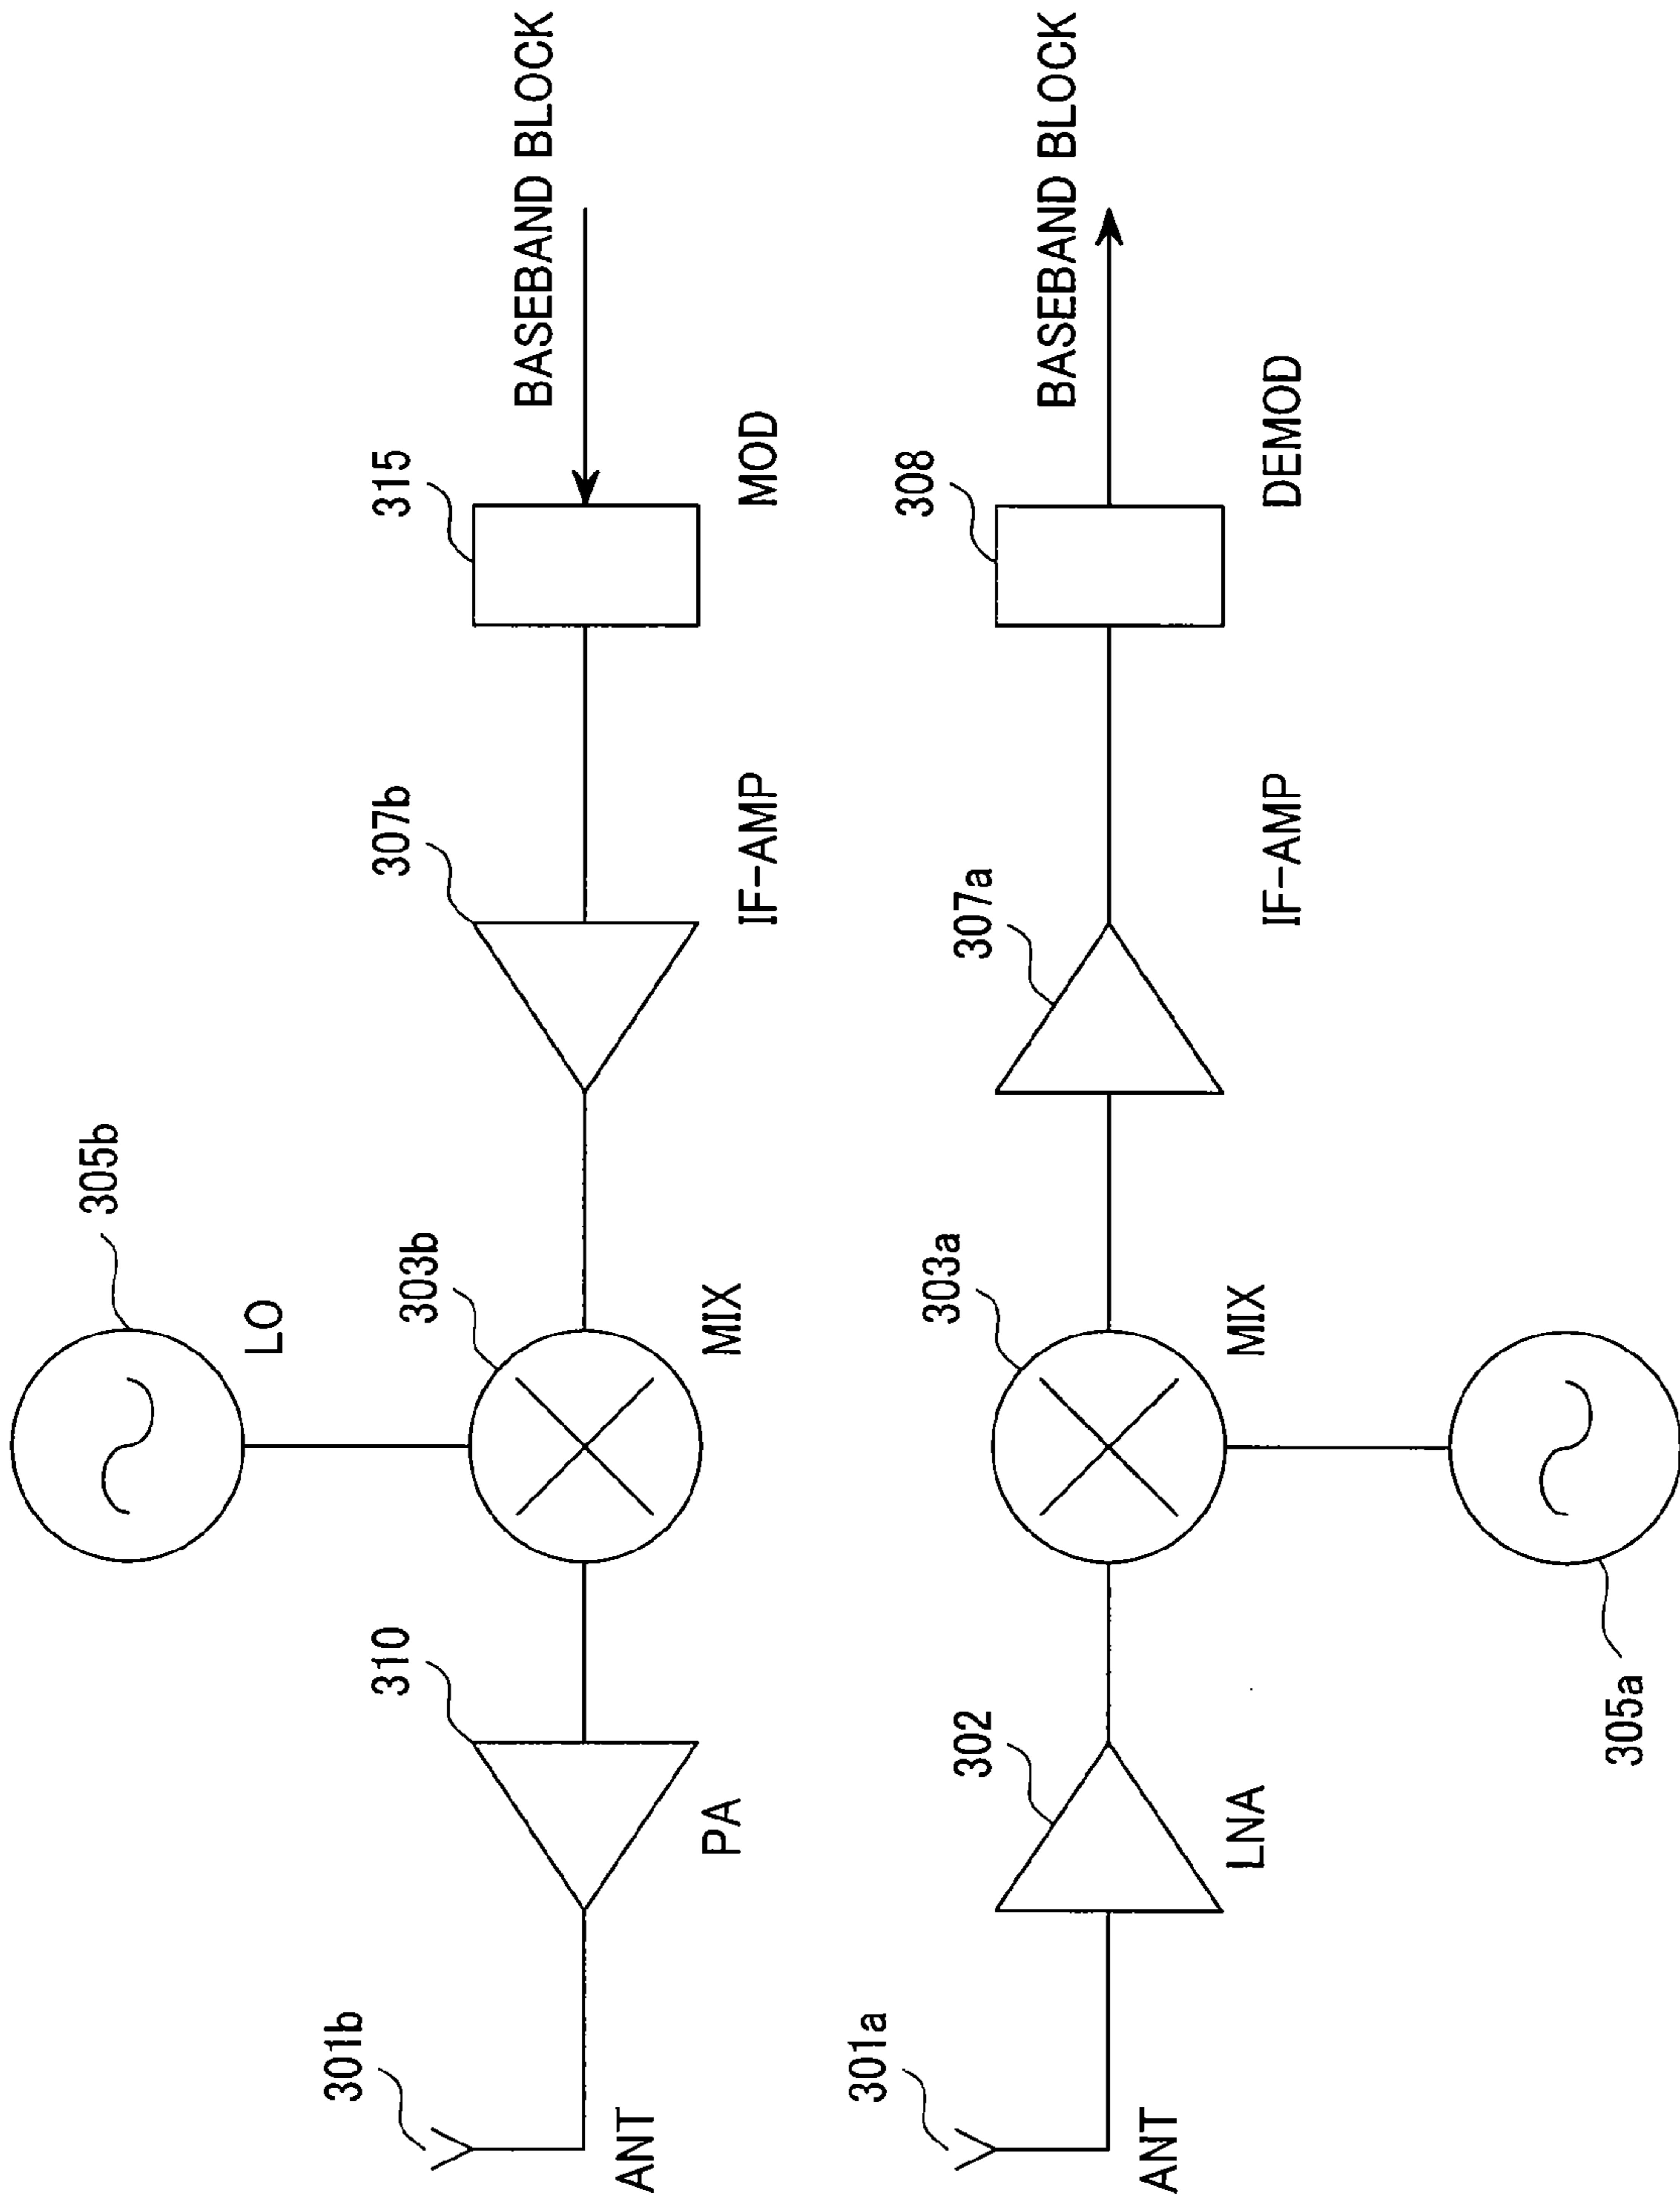 305b
LO
301b
310
303b
307b
315
BASEBAND BLOCK
ANT
PA
MIX
IF-AMP
MOD
301a
302
303a
307a
308
BASEBAND BLOCK
ANT
LNA
MIX
IF-AMP
DEMOD
305a